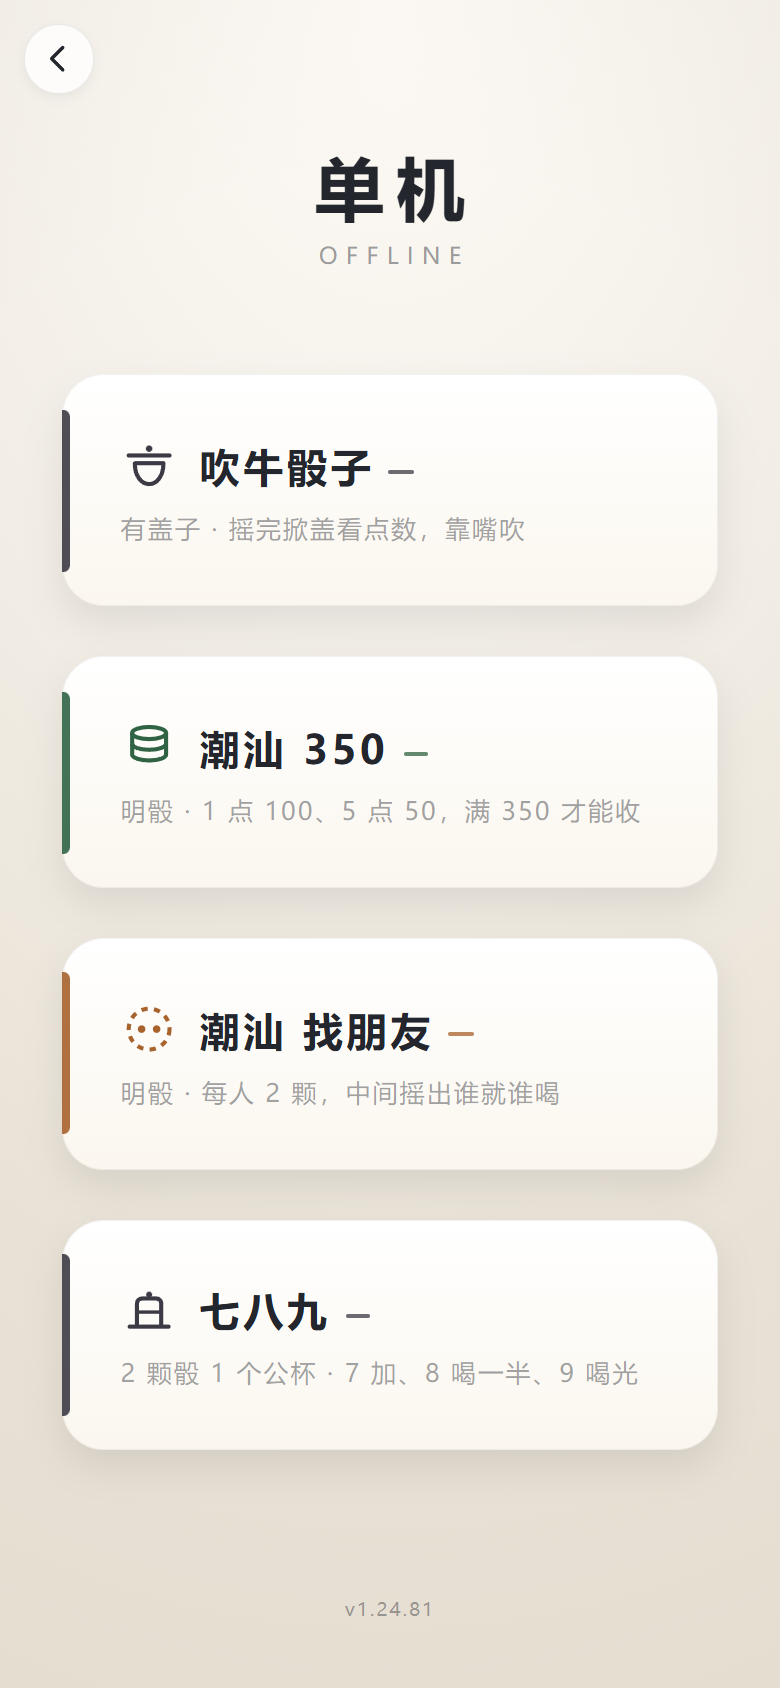 单机
OFFLINE
吹牛骰子 —
有盖子 · 摇完掀盖看点数，靠嘴吹
潮汕 350 —
明骰 · 1 点 100、5 点 50，满 350 才能收
潮汕 找朋友 —
明骰 · 每人 2 颗，中间摇出谁就谁喝
七八九 —
2 颗骰 1 个公杯 · 7 加、8 喝一半、9 喝光
v1.24.81